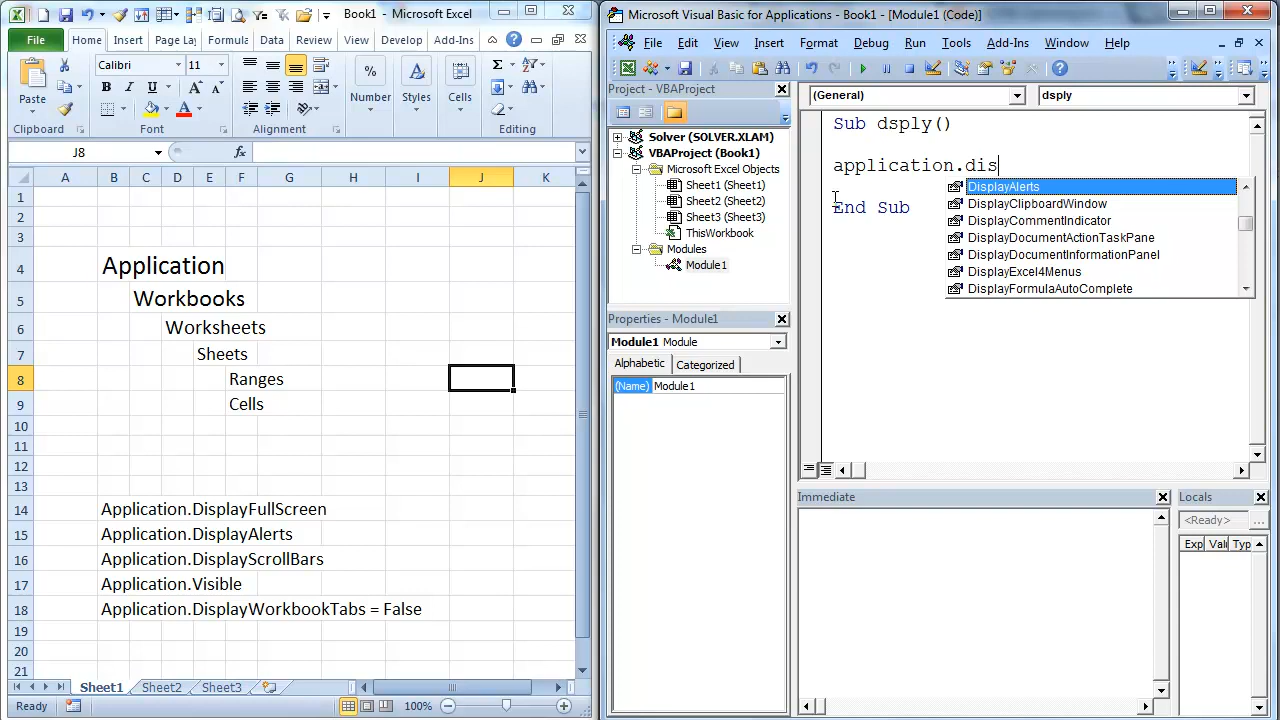 Book1 - Microsoft Excel
File Home Insert Page Lay Formulas Data Review View Develop Add-Ins
Paste
Calibri 11
B I U A A
Number
Styles
Cells
Clipboard Font Alignment Editing
J8 fx
A B C D E F G H I J K
1
2
3
4 Application
5 Workbooks
6 Worksheets
7 Sheets
8 Ranges
9 Cells
10
11
12
13
14 Application.DisplayFullScreen
15 Application.DisplayAlerts
16 Application.DisplayScrollBars
17 Application.Visible
18 Application.DisplayWorkbookTabs = False
19
20
21
Sheet1 Sheet2 Sheet3
Ready 100%
Microsoft Visual Basic for Applications - Book1 - [Module1 (Code)]
File Edit View Insert Format Debug Run Tools Add-Ins Window Help
Project - VBAProject
Solver (SOLVER.XLAM)
VBAProject (Book1)
Microsoft Excel Objects
Sheet1 (Sheet1)
Sheet2 (Sheet2)
Sheet3 (Sheet3)
ThisWorkbook
Modules
Module1
Properties - Module1
Module1 Module
Alphabetic Categorized
(Name) Module1
(General) dsply
Sub dsply()
application.dis
DisplayAlerts
DisplayClipboardWindow
DisplayCommentIndicator
DisplayDocumentActionTaskPane
DisplayDocumentInformationPanel
DisplayExcel4Menus
DisplayFormulaAutoComplete
End Sub
Immediate
Locals
<Ready> ...
Exp Valu Typ